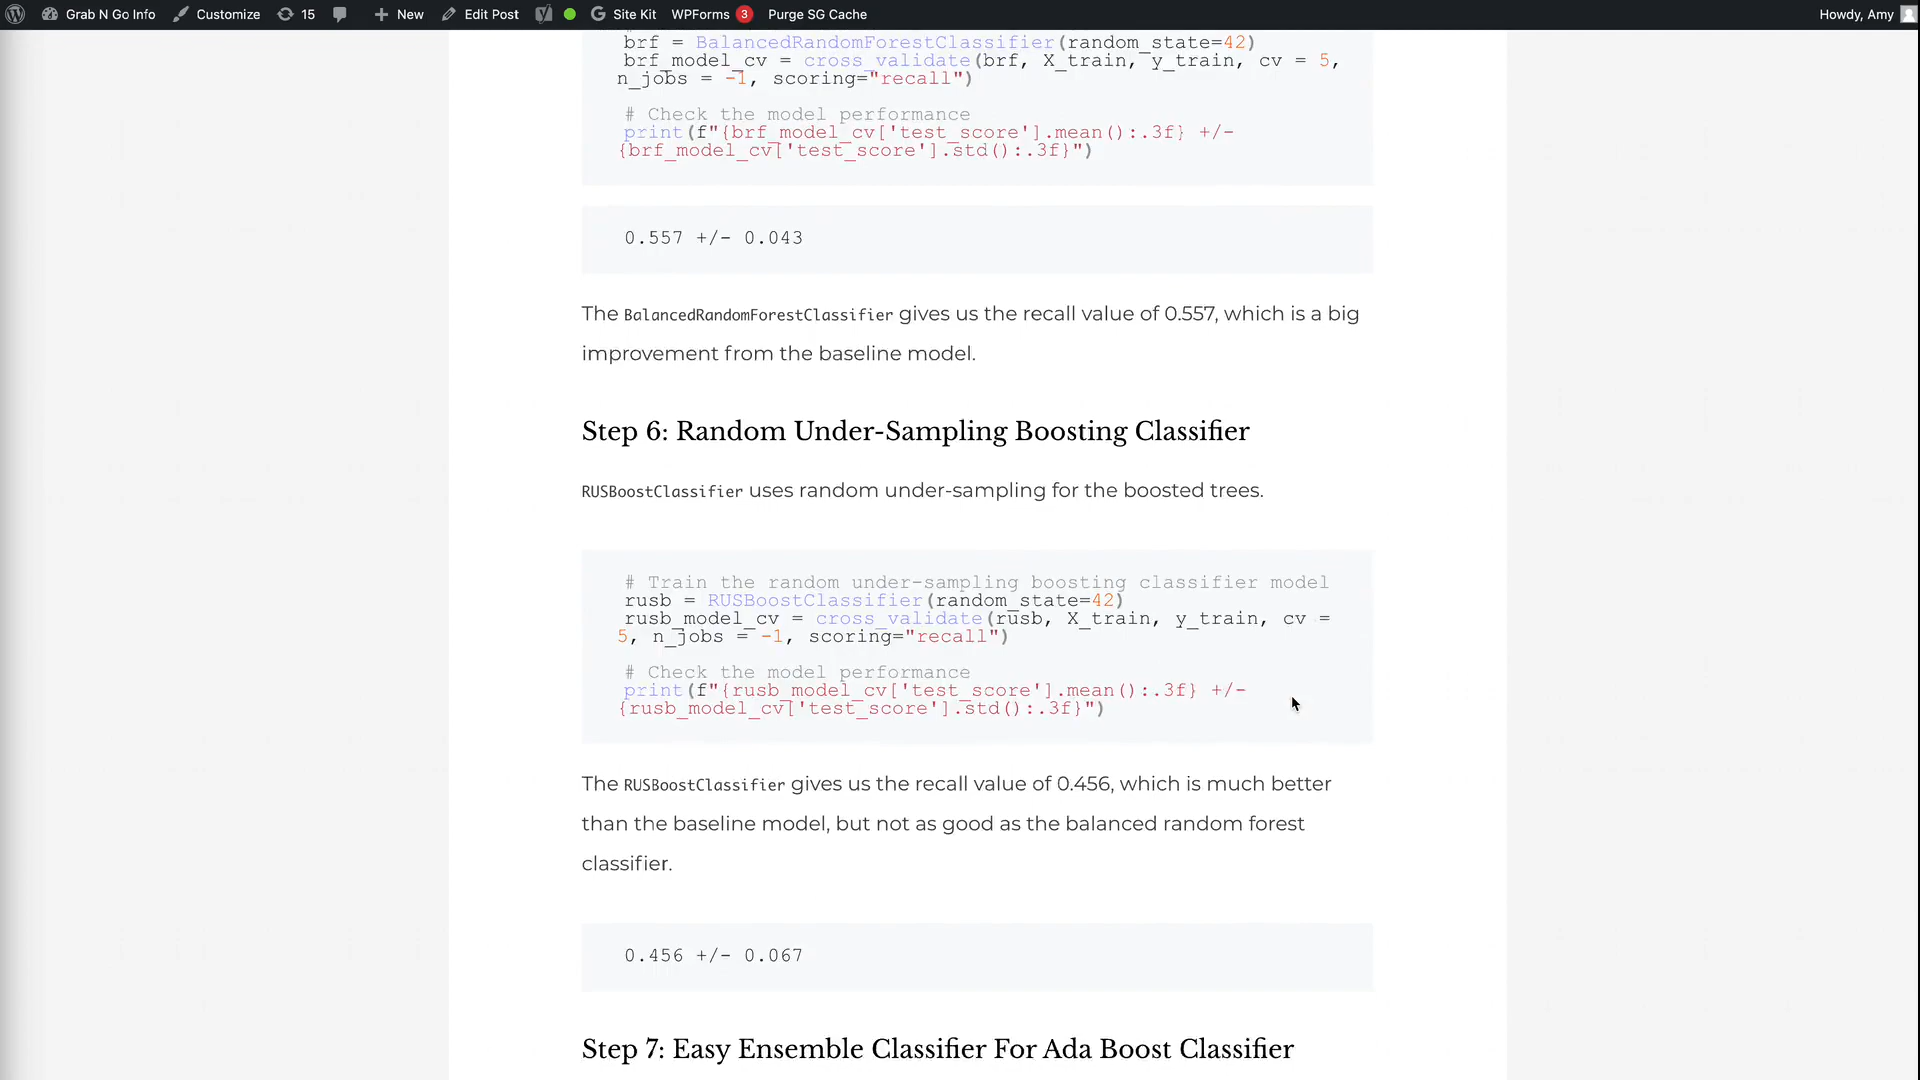 Grab N Go Info Customize 15 New Edit Post Site Kit WPForms 3 Purge SG Cache Howdy, Amy
brf = BalancedRandomForestClassifier(random_state=42)
brf_model_cv = cross_validate(brf, X_train, y_train, cv = 5,
n_jobs = -1, scoring="recall")
# Check the model performance
print(f"{brf_model_cv['test_score'].mean():.3f} +/-
{brf_model_cv['test_score'].std():.3f}")
0.557 +/- 0.043
The BalancedRandomForestClassifier gives us the recall value of 0.557, which is a big
improvement from the baseline model.
Step 6: Random Under-Sampling Boosting Classifier
RUSBoostClassifier uses random under-sampling for the boosted trees.
# Train the random under-sampling boosting classifier model
rusb = RUSBoostClassifier(random_state=42)
rusb_model_cv = cross_validate(rusb, X_train, y_train, cv =
5, n_jobs = -1, scoring="recall")
# Check the model performance
print(f"{rusb_model_cv['test_score'].mean():.3f} +/-
{rusb_model_cv['test_score'].std():.3f}")
The RUSBoostClassifier gives us the recall value of 0.456, which is much better
than the baseline model, but not as good as the balanced random forest
classifier.
0.456 +/- 0.067
Step 7: Easy Ensemble Classifier For Ada Boost Classifier